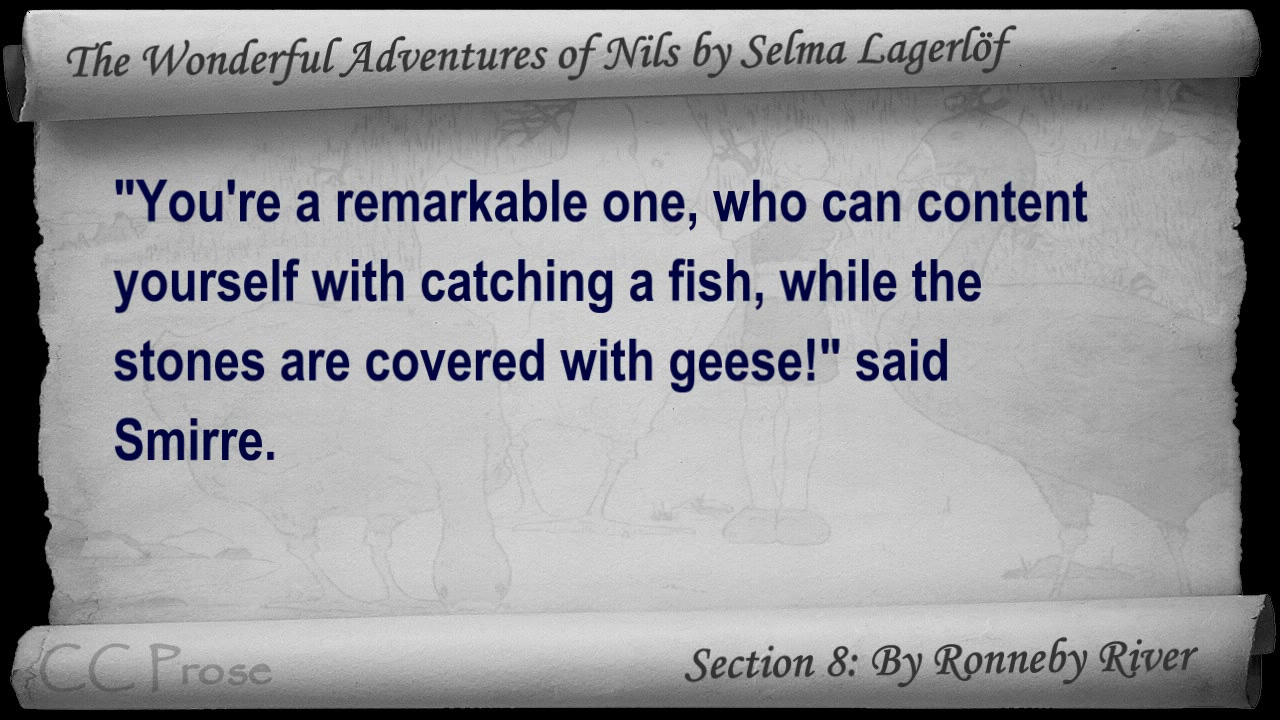 The Wonderful Adventures of Nils by Selma Lagerlöf
"You're a remarkable one, who can content
yourself with catching a fish, while the
stones are covered with geese!" said
Smirre.
CC Prose
Section 8: By Ronneby River